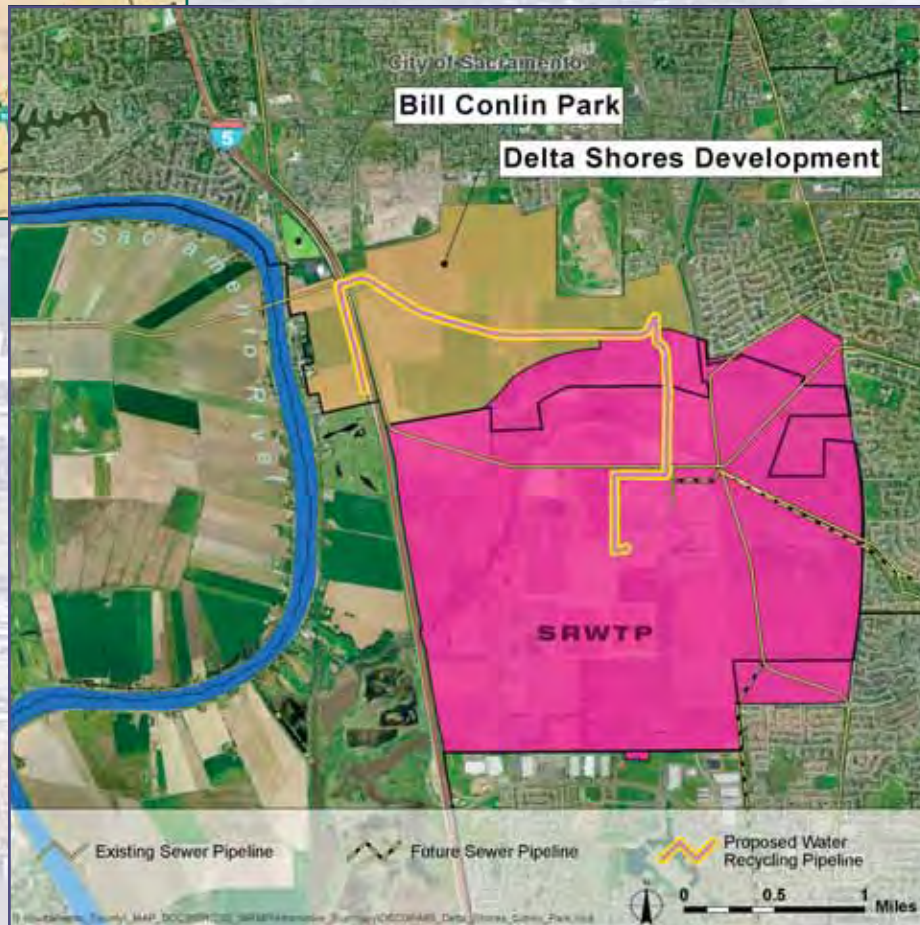 City of Sacramento
Bill Conlin Park
5
Delta Shores Development
Sacramento River
SRWTP
Existing Sewer Pipeline
Future Sewer Pipeline
Proposed Water
Recycling Pipeline
N
0 0.5 1
Miles